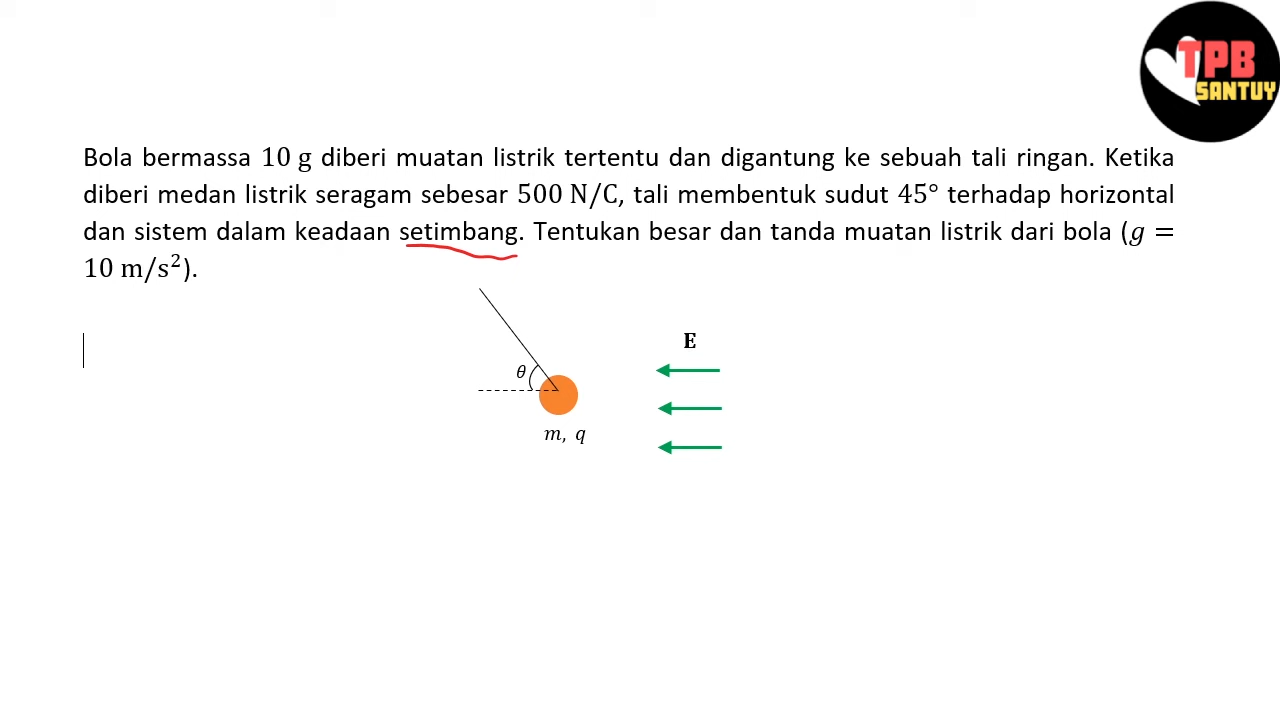 TPB
SANTUY
Bola bermassa 10 g diberi muatan listrik tertentu dan digantung ke sebuah tali ringan. Ketika
diberi medan listrik seragam sebesar 500 N/C, tali membentuk sudut 45° terhadap horizontal
dan sistem dalam keadaan setimbang. Tentukan besar dan tanda muatan listrik dari bola (g =
10 m/s²).
E
θ
m, q